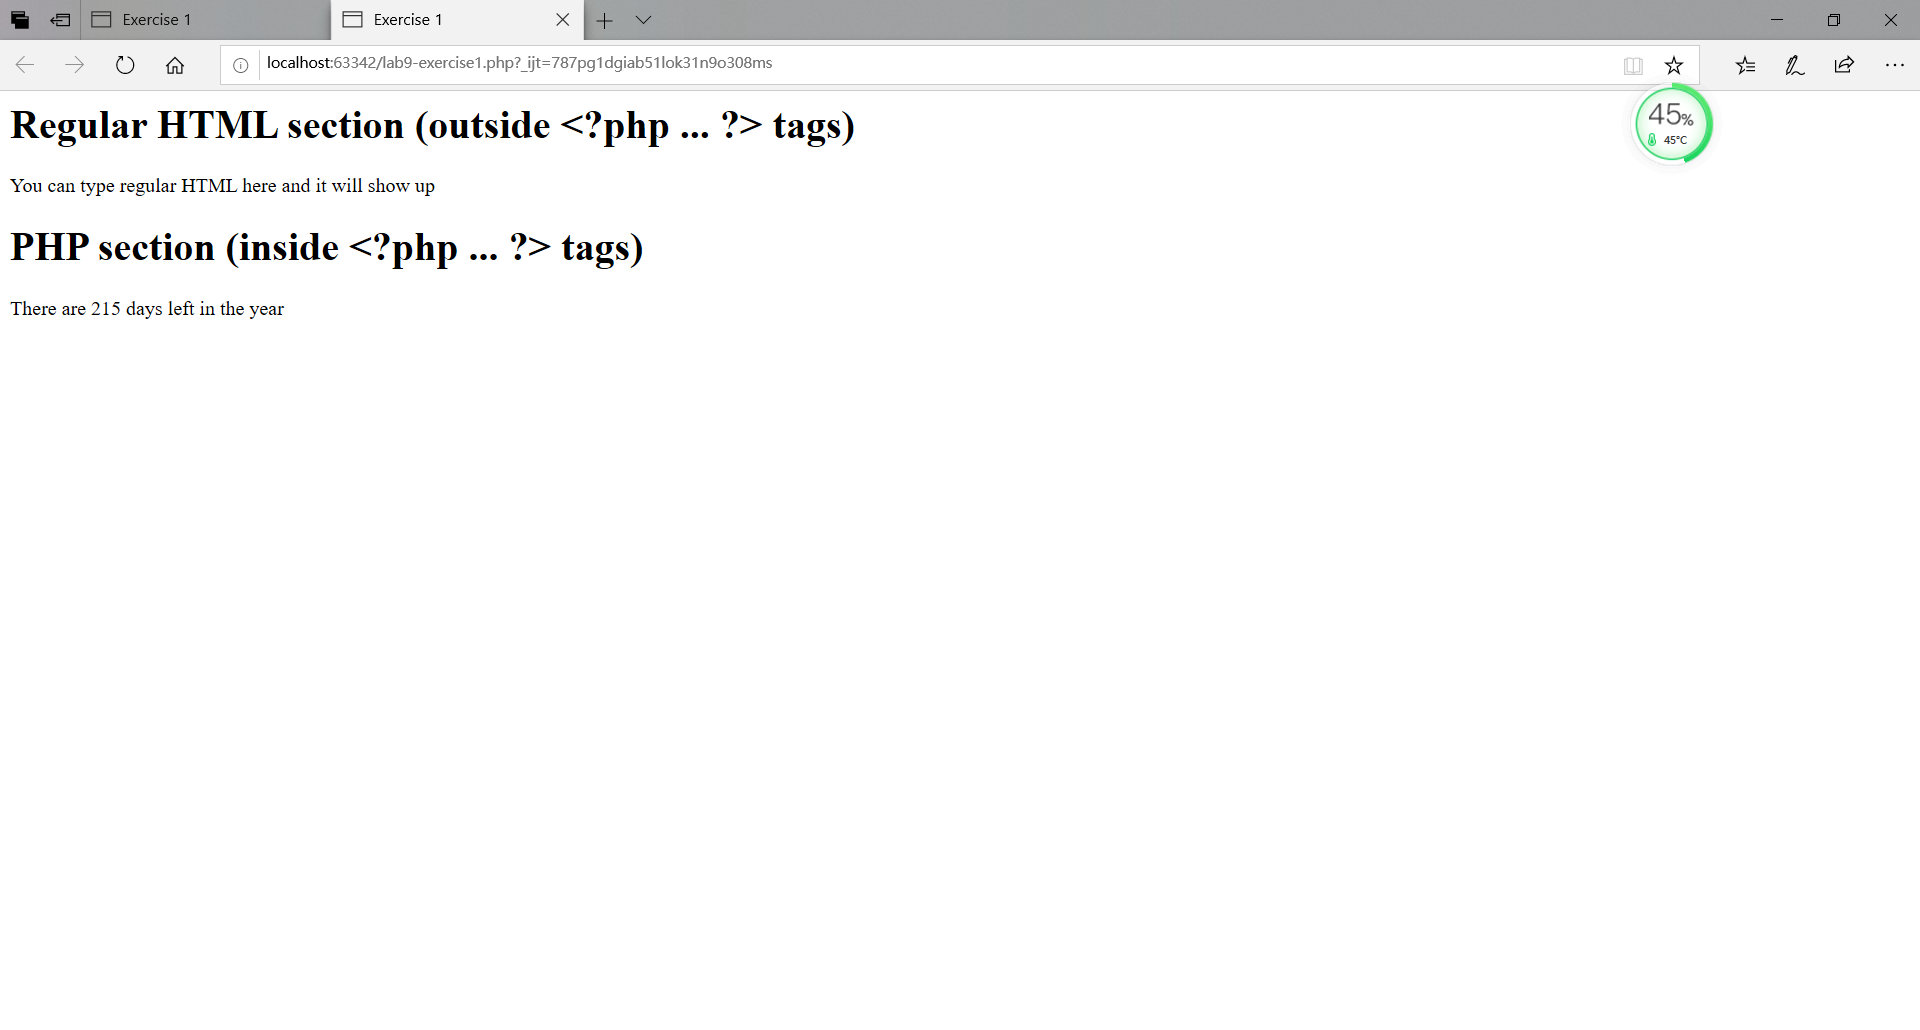 Exercise 1
Exercise 1
localhost:63342/lab9-exercise1.php?_ijt=787pg1dgiab51lok31n9o308ms
45%
45°C
Regular HTML section (outside <?php ... ?> tags)
You can type regular HTML here and it will show up
PHP section (inside <?php ... ?> tags)
There are 215 days left in the year